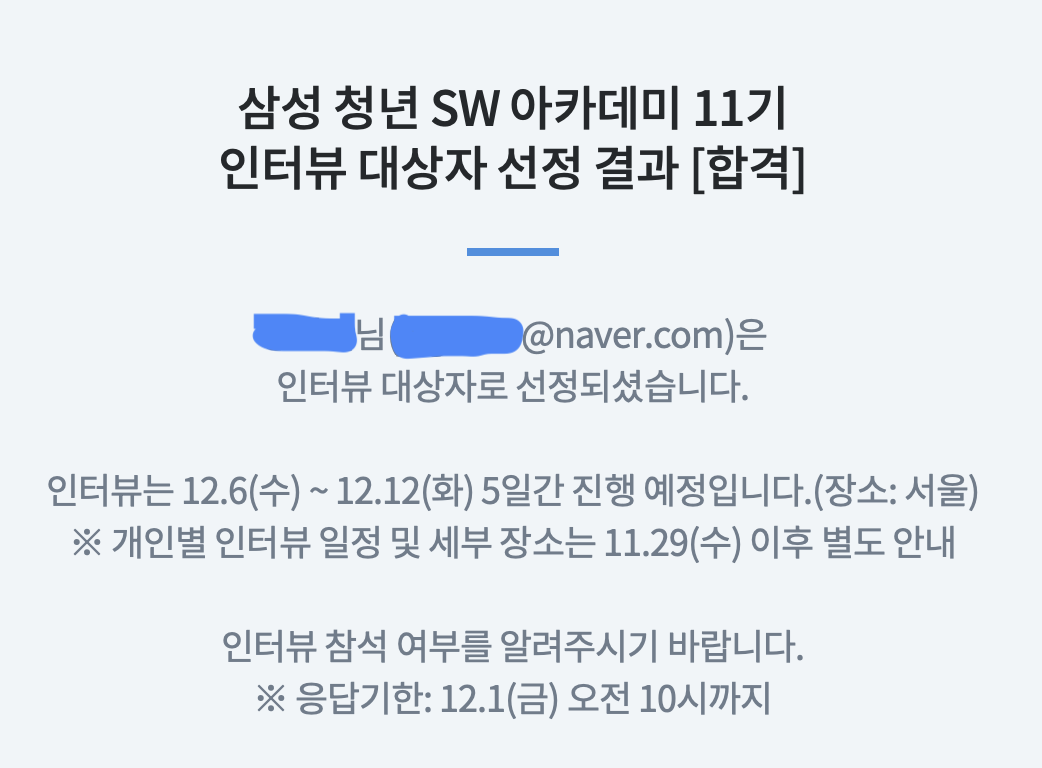 삼성 청년 SW 아카데미 11기
인터뷰 대상자 선정 결과 [합격]
님 @naver.com)은
인터뷰 대상자로 선정되셨습니다.
인터뷰는 12.6(수) ~ 12.12(화) 5일간 진행 예정입니다.(장소: 서울)
※ 개인별 인터뷰 일정 및 세부 장소는 11.29(수) 이후 별도 안내
인터뷰 참석 여부를 알려주시기 바랍니다.
※ 응답기한: 12.1(금) 오전 10시까지